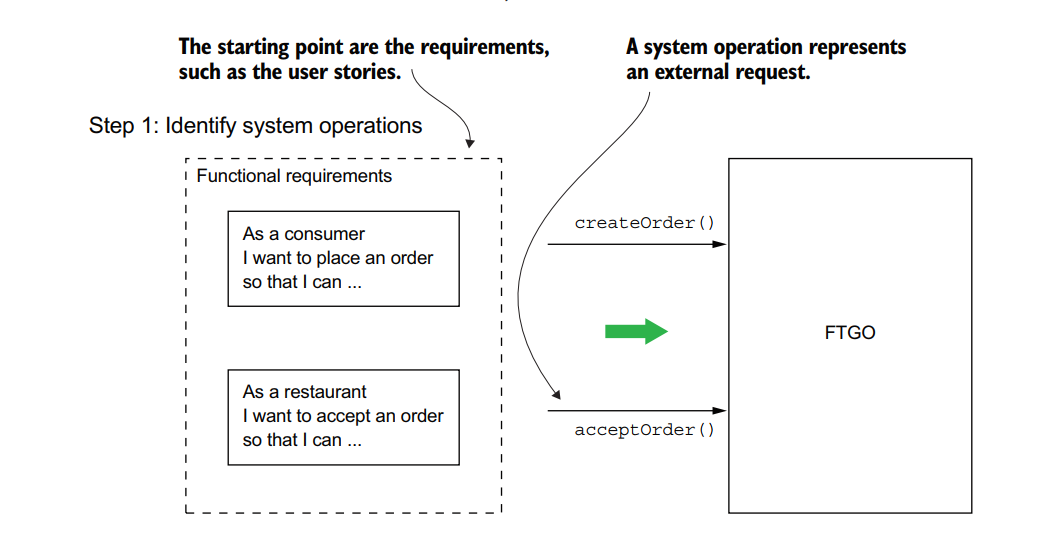 The starting point are the requirements,
such as the user stories.
A system operation represents
an external request.
Step 1: Identify system operations
Functional requirements
As a consumer
I want to place an order
so that I can ...
As a restaurant
I want to accept an order
so that I can ...
createOrder()
acceptOrder()
FTGO